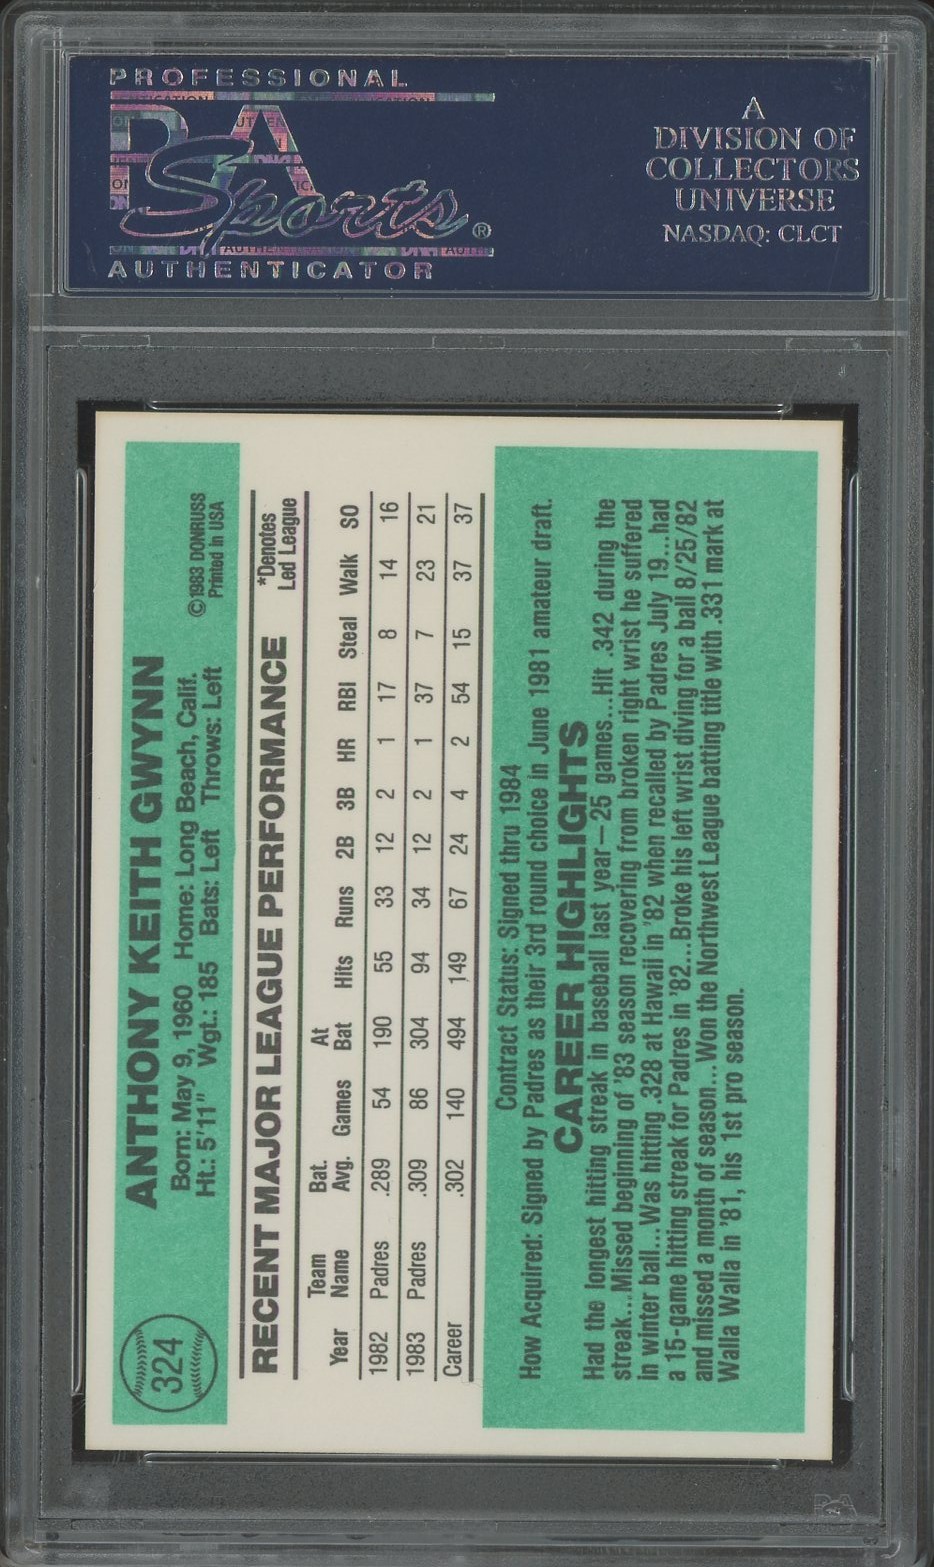 PROFESSIONAL
PSA
Sports®
AUTHENTICATOR
A
DIVISION OF
COLLECTORS
UNIVERSE
NASDAQ: CLCT
324
ANTHONY KEITH GWYNN
Born: May 9, 1960 Home: Long Beach, Calif.
Ht.: 5'11" Wgt.: 185 Bats: Left Throws: Left
©1983 DONRUSS
Printed in USA
RECENT MAJOR LEAGUE PERFORMANCE
*Denotes
Led League
Team Bat. At
Year Name Avg. Games Bat Hits Runs 2B 3B HR RBI Steal Walk SO
1982 Padres .289 54 190 55 33 12 2 1 17 8 14 16
1983 Padres .309 86 304 94 34 12 2 1 37 7 23 21
Career .302 140 494 149 67 24 4 2 54 15 37 37
Contract Status: Signed thru 1984
How Acquired: Signed by Padres as their 3rd round choice in June 1981 amateur draft.
CAREER HIGHLIGHTS
Had the longest hitting streak in baseball last year—25 games...Hit .342 during the
streak...Missed beginning of '83 season recovering from broken right wrist he suffered
in winter ball...Was hitting .328 at Hawaii in '82 when recalled by Padres July 19...had
a 15-game hitting streak for Padres in '82...Broke his left wrist diving for a ball 8/25/82
and missed a month of season...Won the Northwest League batting title with .331 mark at
Walla Walla in '81, his 1st pro season.
PSA